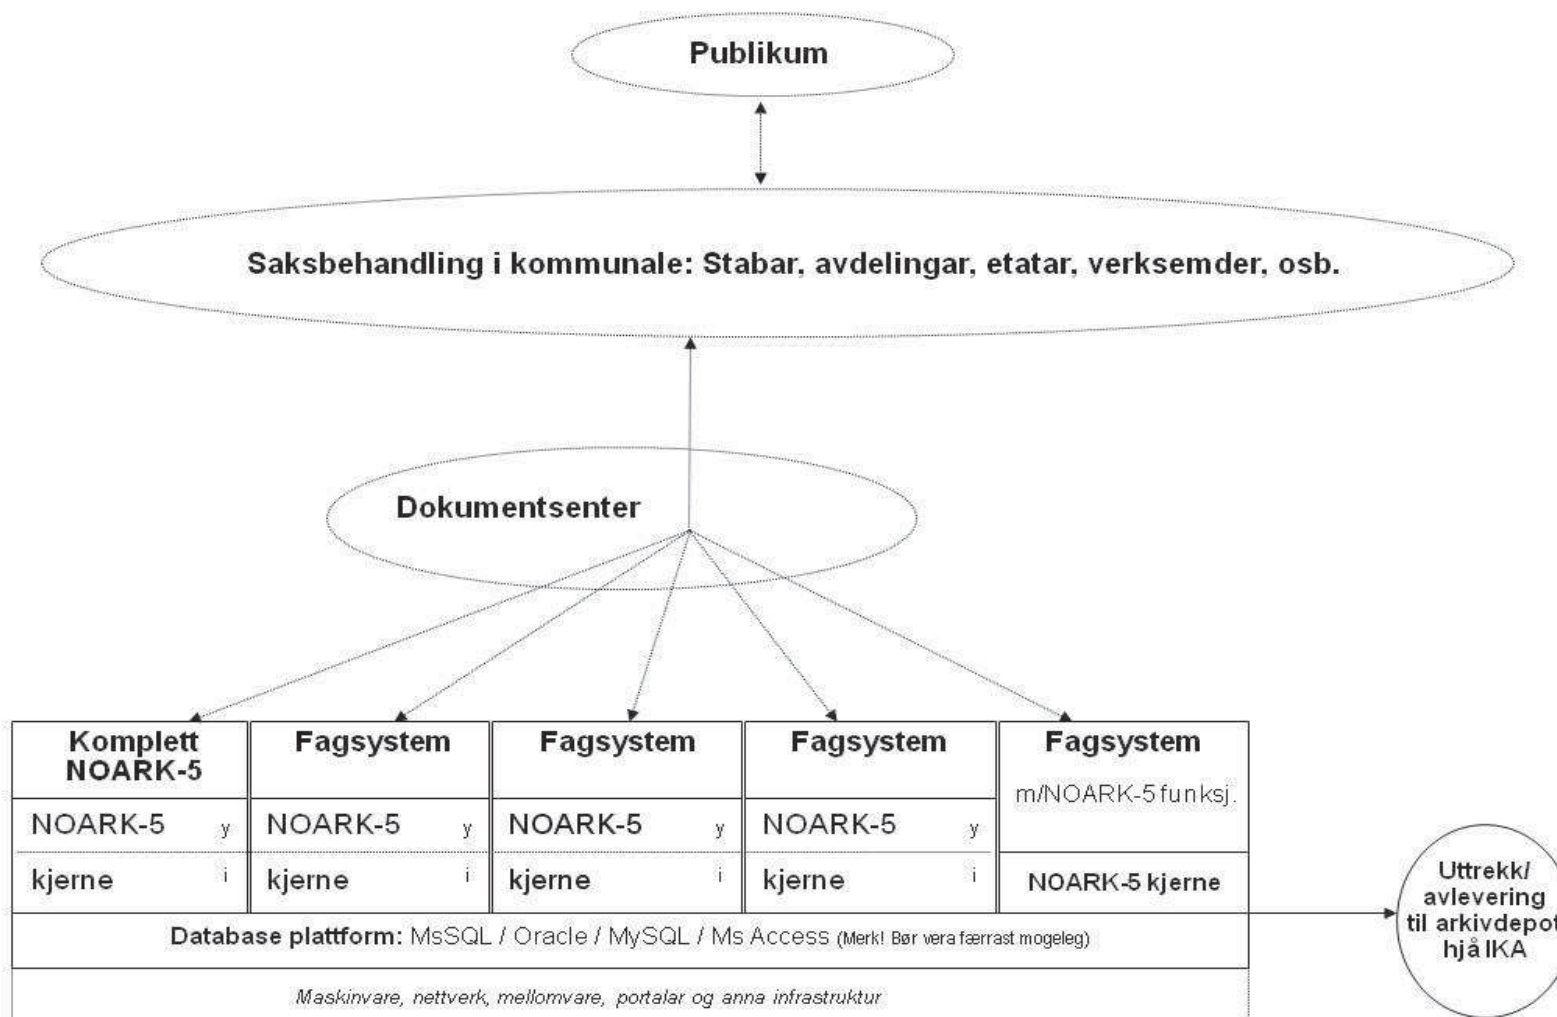 Publikum
Saksbehandling i kommunale: Stabar, avdelingar, etatar, verksemder, osb.
Dokumentsenter
Komplett
NOARK-5
Fagsystem
Fagsystem
Fagsystem
Fagsystem
m/NOARK-5 funksj.
NOARK-5 y
kjerne i
NOARK-5 y
kjerne i
NOARK-5 y
kjerne i
NOARK-5 y
kjerne i
NOARK-5 kjerne
Database plattform: MsSQL / Oracle / MySQL / Ms Access (Merk! Bør vera færrast mogeleg)
Maskinvare, nettverk, mellomvare, portalar og anna infrastruktur
Uttrekk/
avlevering
til arkivdepot
hjå IKA